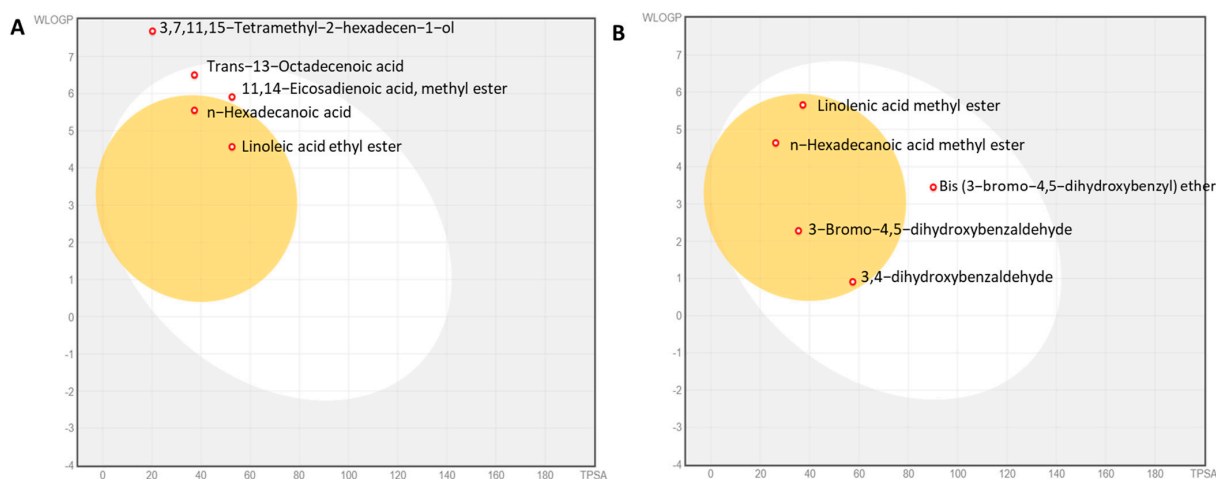 A
WLOGP
3,7,11,15−Tetramethyl−2−hexadecen−1−ol
7
Trans−13−Octadecenoic acid
6
11,14−Eicosadienoic acid, methyl ester
n−Hexadecanoic acid
5
Linoleic acid ethyl ester
4
3
2
1
0
-1
-2
-3
-4
0 20 40 60 80 100 120 140 160 180 TPSA
B
WLOGP
7
6
Linolenic acid methyl ester
5
n−Hexadecanoic acid methyl ester
4
Bis (3−bromo−4,5−dihydroxybenzyl) ether
3
3−Bromo−4,5−dihydroxybenzaldehyde
2
3,4−dihydroxybenzaldehyde
1
0
-1
-2
-3
-4
0 20 40 60 80 100 120 140 160 180 TPSA